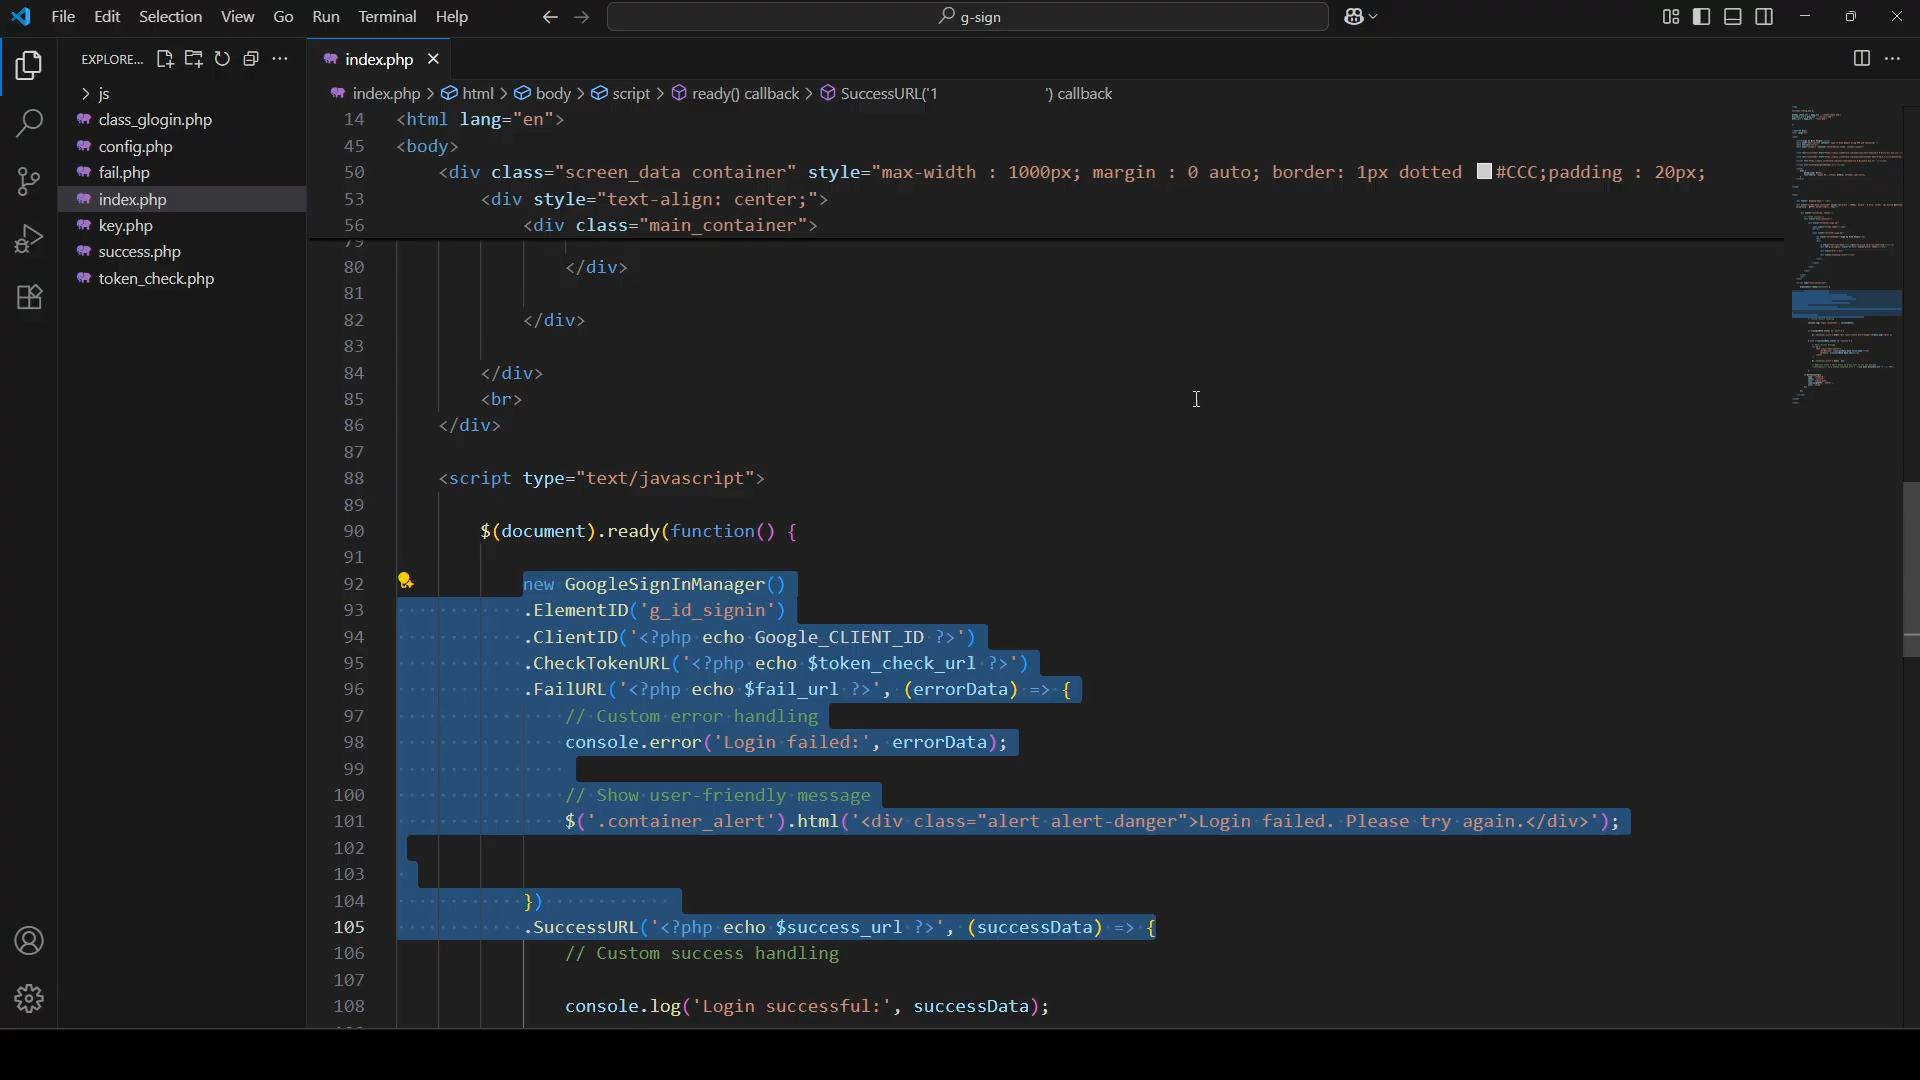 File Edit Selection View Go Run Terminal Help
g-sign
EXPLORE...
js
class_glogin.php
config.php
fail.php
index.php
key.php
success.php
token_check.php
index.php
index.php > html > body > script > ready() callback > SuccessURL('1 ') callback
14 <html lang="en">
45 <body>
50 <div class="screen_data container" style="max-width : 1000px; margin : 0 auto; border: 1px dotted #CCC;padding : 20px;
53 <div style="text-align: center;">
56 <div class="main_container">
79
80 </div>
81
82 </div>
83
84 </div>
85 <br>
86 </div>
87
88 <script type="text/javascript">
89
90 $(document).ready(function() {
91
92 new GoogleSignInManager()
93 .ElementID('g_id_signin')
94 .ClientID('<?php echo Google_CLIENT_ID ?>')
95 .CheckTokenURL('<?php echo $token_check_url ?>')
96 .FailURL('<?php echo $fail_url ?>', (errorData) => {
97 // Custom error handling
98 console.error('Login failed:', errorData);
99
100 // Show user-friendly message
101 $('.container_alert').html('<div class="alert alert-danger">Login failed. Please try again.</div>');
102
103
104 })
105 .SuccessURL('<?php echo $success_url ?>', (successData) => {
106 // Custom success handling
107
108 console.log('Login successful:', successData);